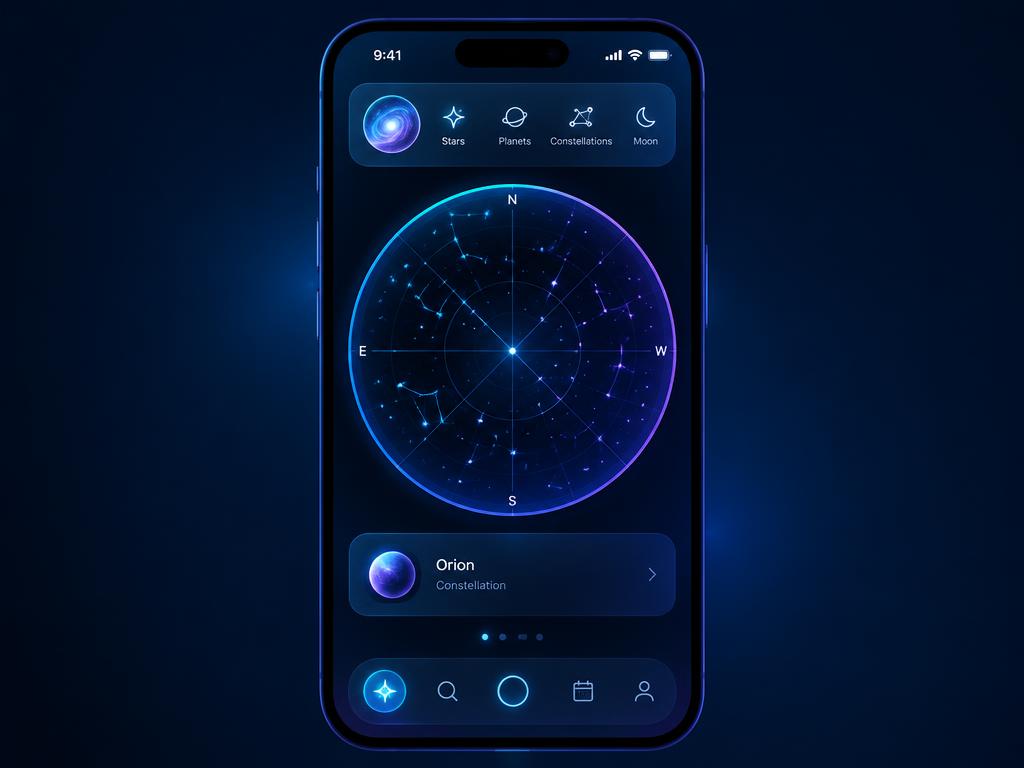 9:41
Stars
Planets
Constellations
Moon
N
E
W
S
Orion
Constellation